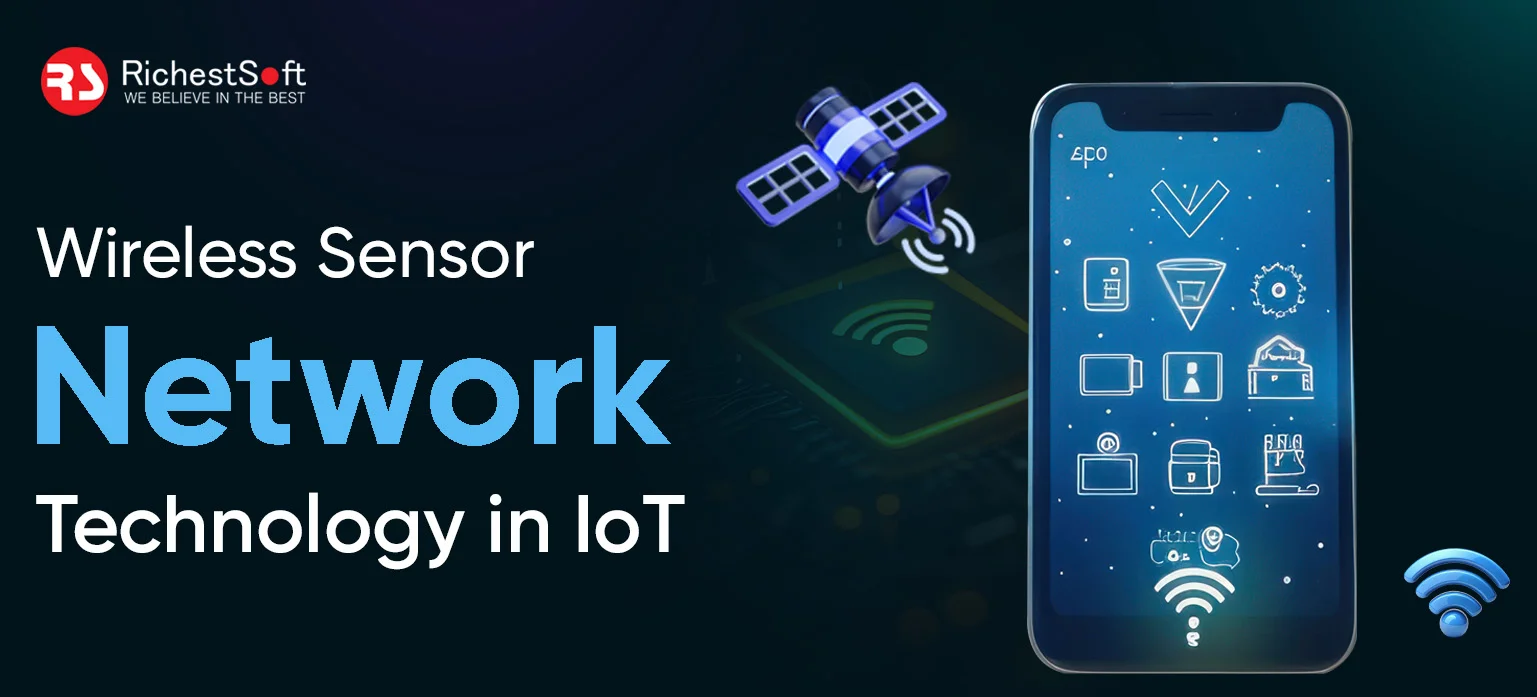 RichestSoft
WE BELIEVE IN THE BEST
Wireless Sensor
Network
Technology in IoT